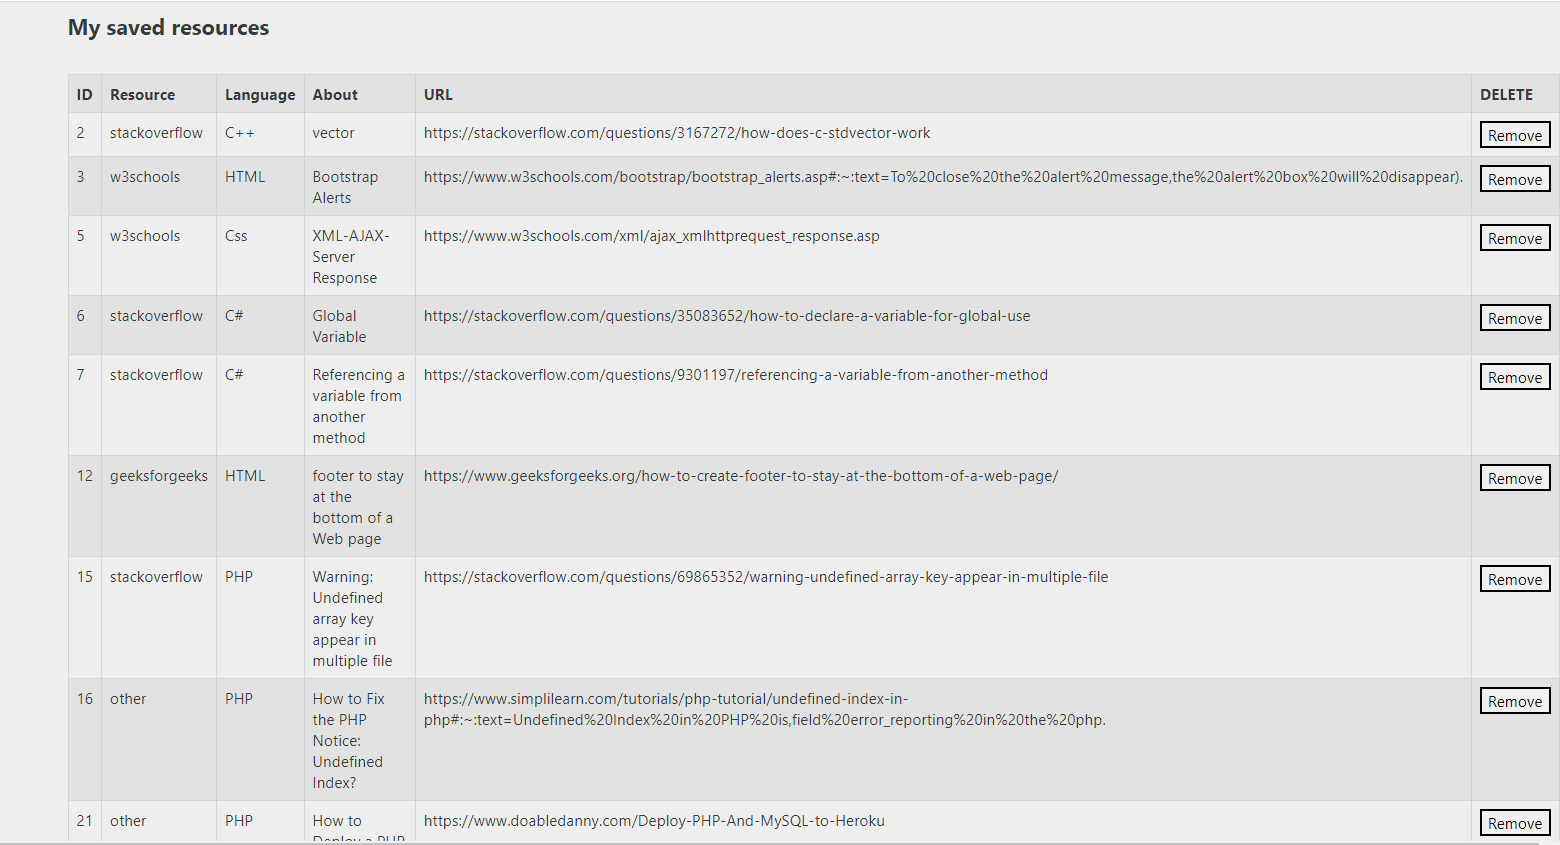 My saved resources
ID Resource Language About URL DELETE
2 stackoverflow C++ vector https://stackoverflow.com/questions/3167272/how-does-c-stdvector-work Remove
3 w3schools HTML Bootstrap https://www.w3schools.com/bootstrap/bootstrap_alerts.asp#:~:text=To%20close%20the%20alert%20message,the%20alert%20box%20will%20disappear). Remove
Alerts
5 w3schools Css XML-AJAX- https://www.w3schools.com/xml/ajax_xmlhttprequest_response.asp Remove
Server
Response
6 stackoverflow C# Global https://stackoverflow.com/questions/35083652/how-to-declare-a-variable-for-global-use Remove
Variable
7 stackoverflow C# Referencing a https://stackoverflow.com/questions/9301197/referencing-a-variable-from-another-method Remove
variable from
another
method
12 geeksforgeeks HTML footer to stay https://www.geeksforgeeks.org/how-to-create-footer-to-stay-at-the-bottom-of-a-web-page/ Remove
at the
bottom of a
Web page
15 stackoverflow PHP Warning: https://stackoverflow.com/questions/69865352/warning-undefined-array-key-appear-in-multiple-file Remove
Undefined
array key
appear in
multiple file
16 other PHP How to Fix https://www.simplilearn.com/tutorials/php-tutorial/undefined-index-in- Remove
the PHP php#:~:text=Undefined%20Index%20in%20PHP%20is,field%20error_reporting%20in%20the%20php.
Notice:
Undefined
Index?
21 other PHP How to https://www.doabledanny.com/Deploy-PHP-And-MySQL-to-Heroku Remove
Deploy a PHP